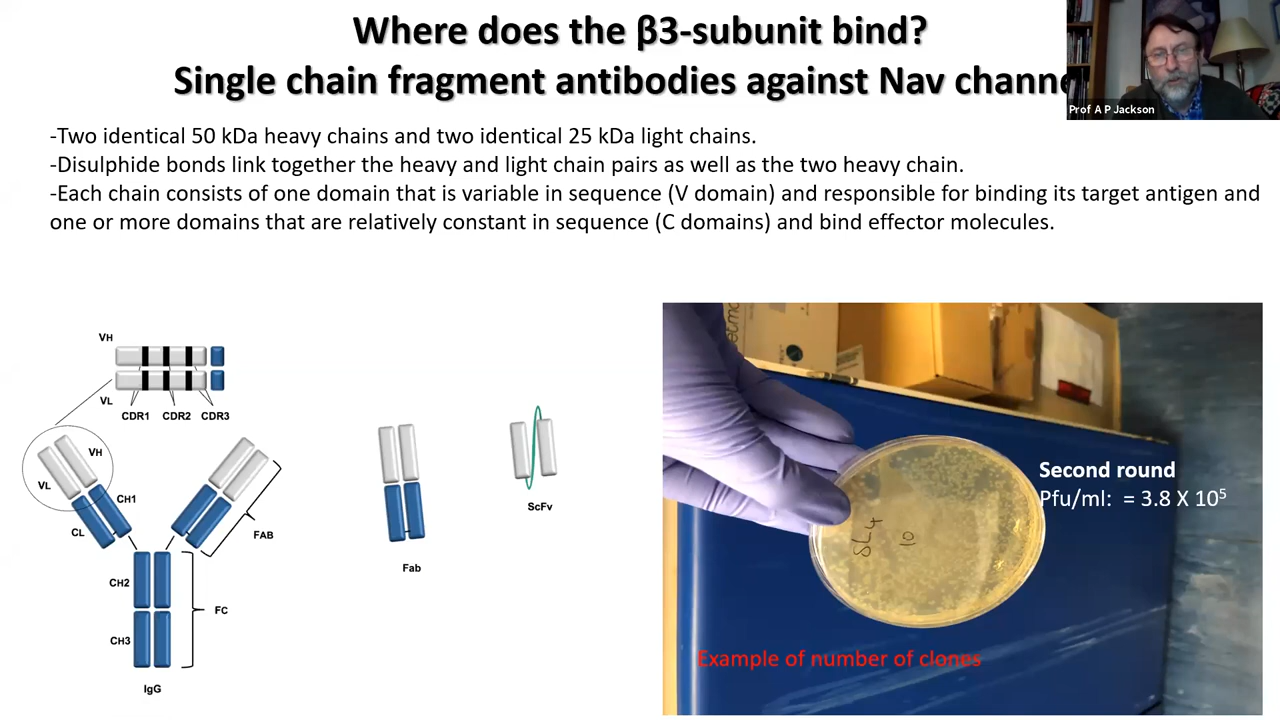 Where does the β3-subunit bind?
Single chain fragment antibodies against Nav channe
Prof A P Jackson
-Two identical 50 kDa heavy chains and two identical 25 kDa light chains.
-Disulphide bonds link together the heavy and light chain pairs as well as the two heavy chain.
-Each chain consists of one domain that is variable in sequence (V domain) and responsible for binding its target antigen and
one or more domains that are relatively constant in sequence (C domains) and bind effector molecules.
VH
VL
CDR1 CDR2 CDR3
VH
VL
CH1
CL
FAB
CH2
FC
CH3
IgG
Fab
ScFv
Second round
Pfu/ml: = 3.8 X 10⁵
8L4
10
Example of number of clones